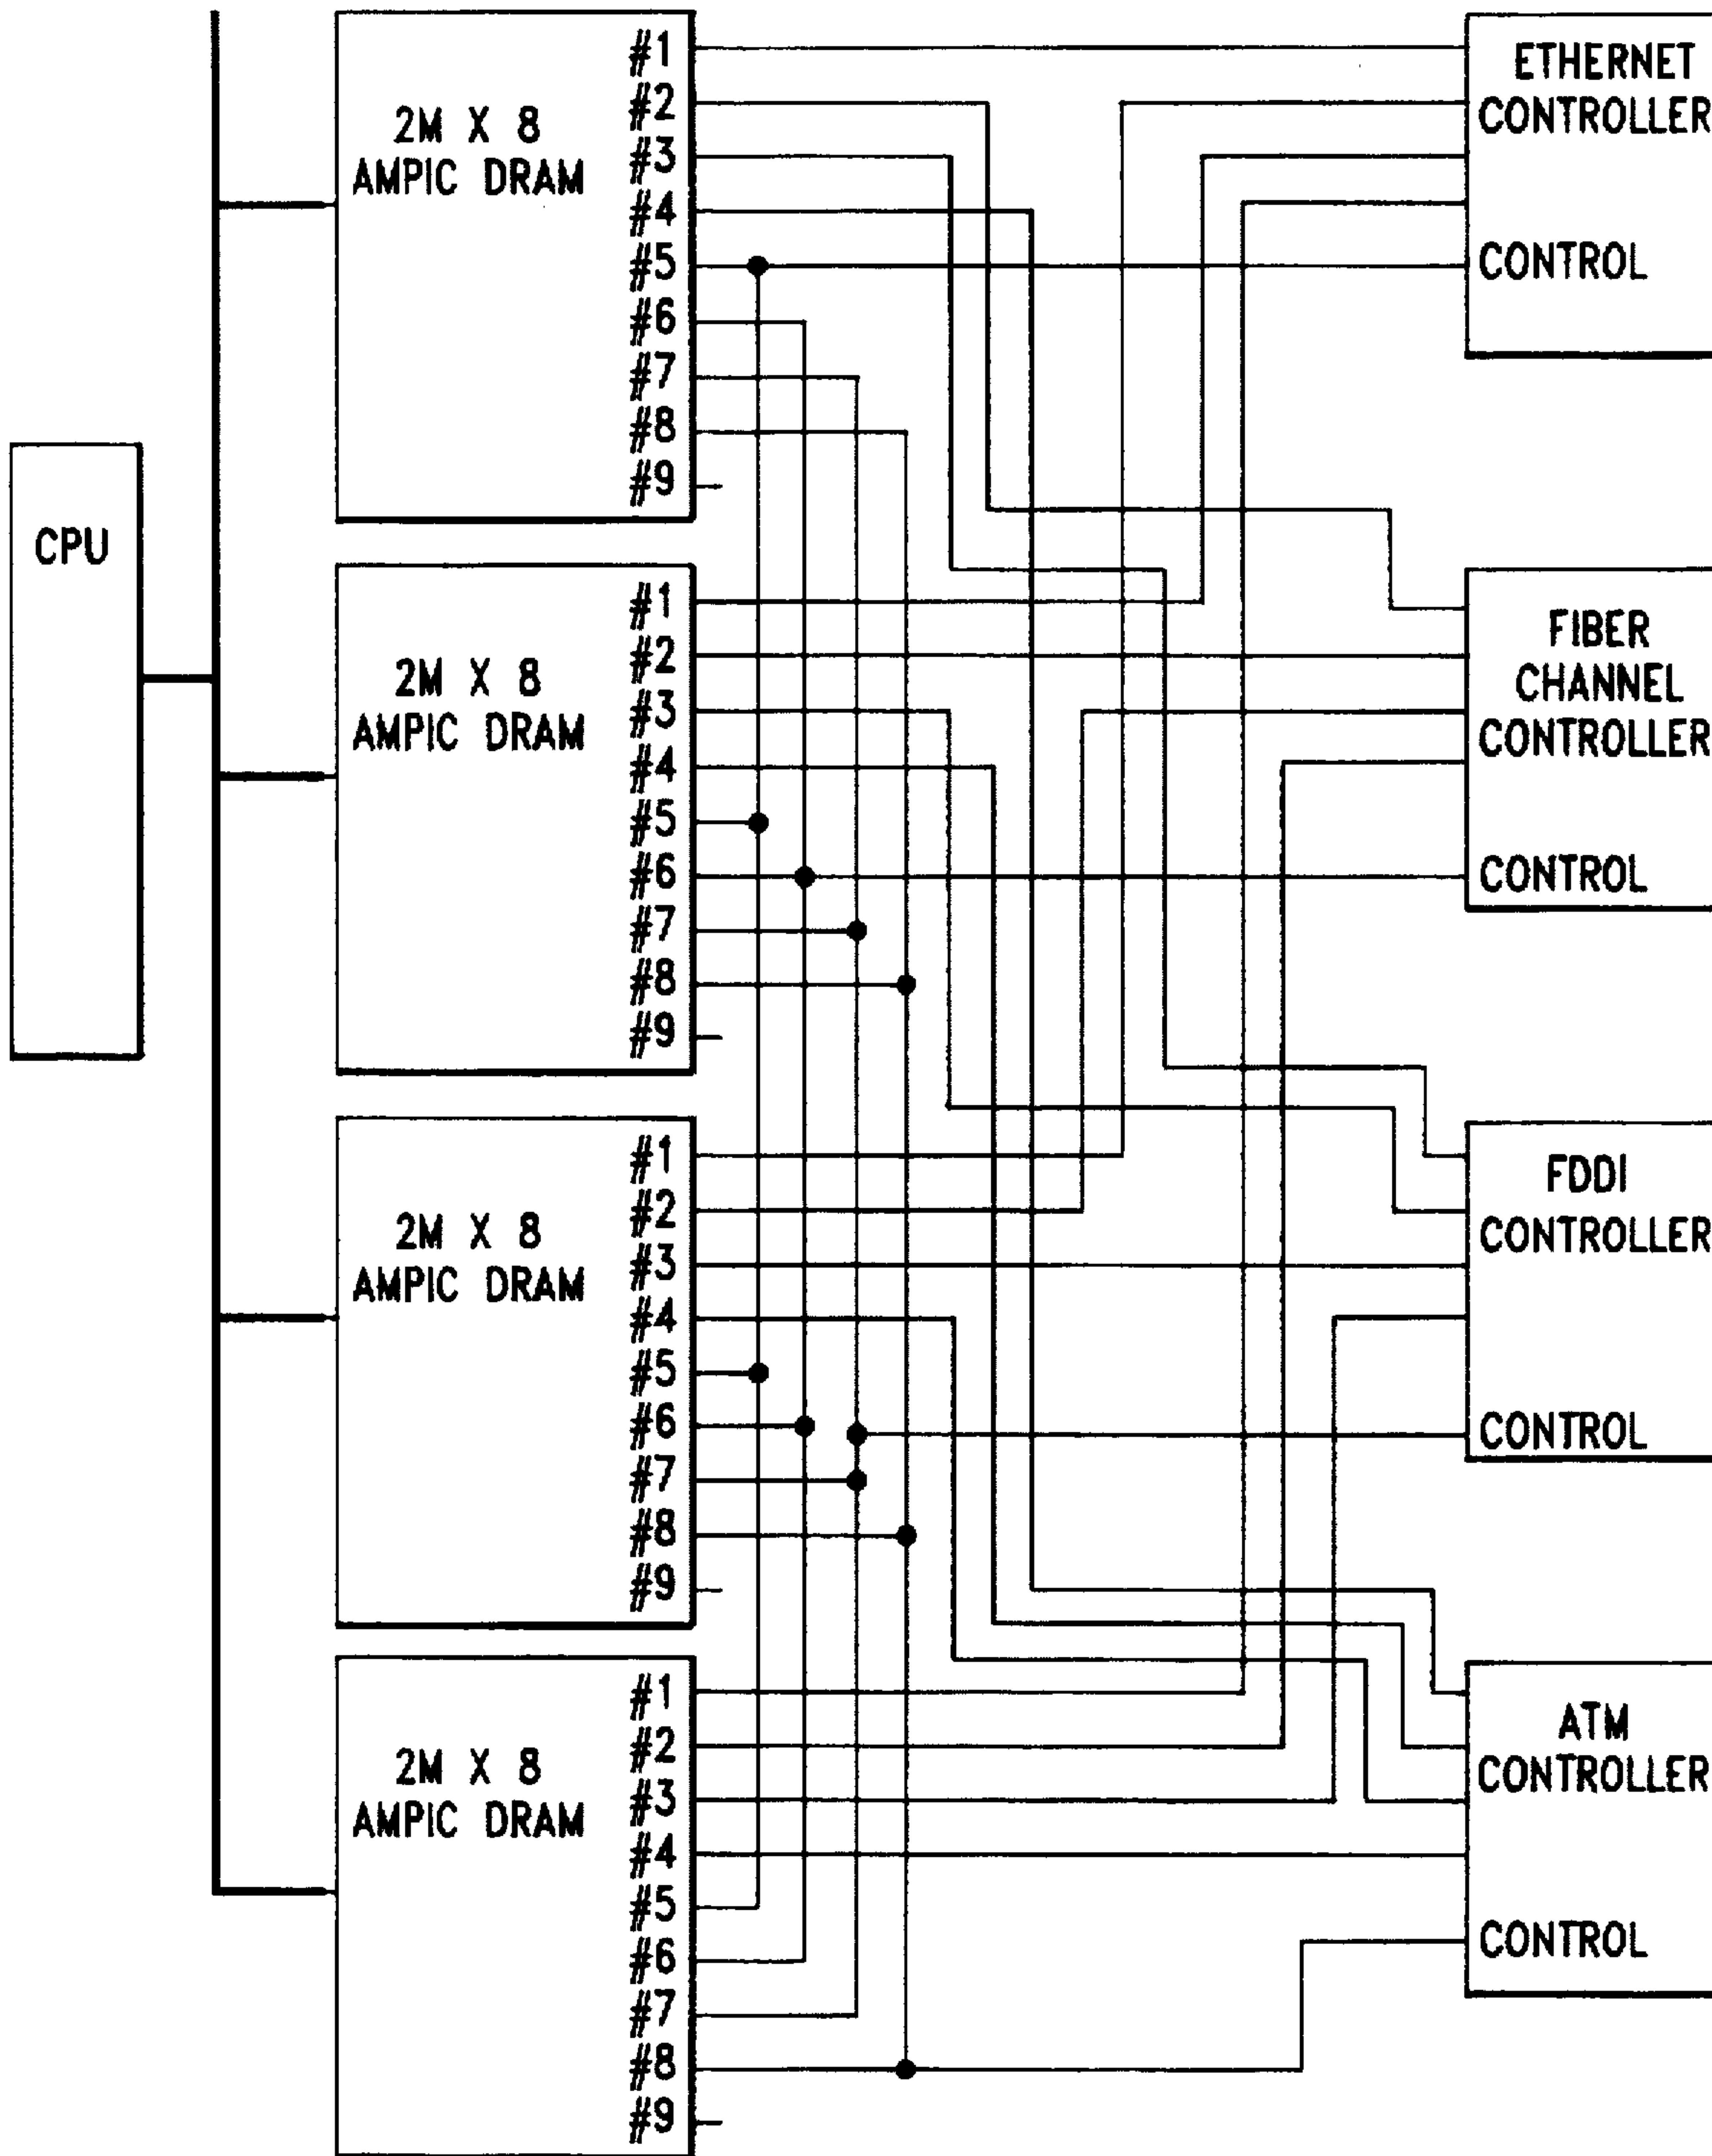 CPU
2M X 8
AMPIC DRAM
#1
#2
#3
#4
#5
#6
#7
#8
#9
2M X 8
AMPIC DRAM
#1
#2
#3
#4
#5
#6
#7
#8
#9
2M X 8
AMPIC DRAM
#1
#2
#3
#4
#5
#6
#7
#8
#9
2M X 8
AMPIC DRAM
#1
#2
#3
#4
#5
#6
#7
#8
#9
ETHERNET
CONTROLLER
CONTROL
FIBER
CHANNEL
CONTROLLER
CONTROL
FDDI
CONTROLLER
CONTROL
ATM
CONTROLLER
CONTROL